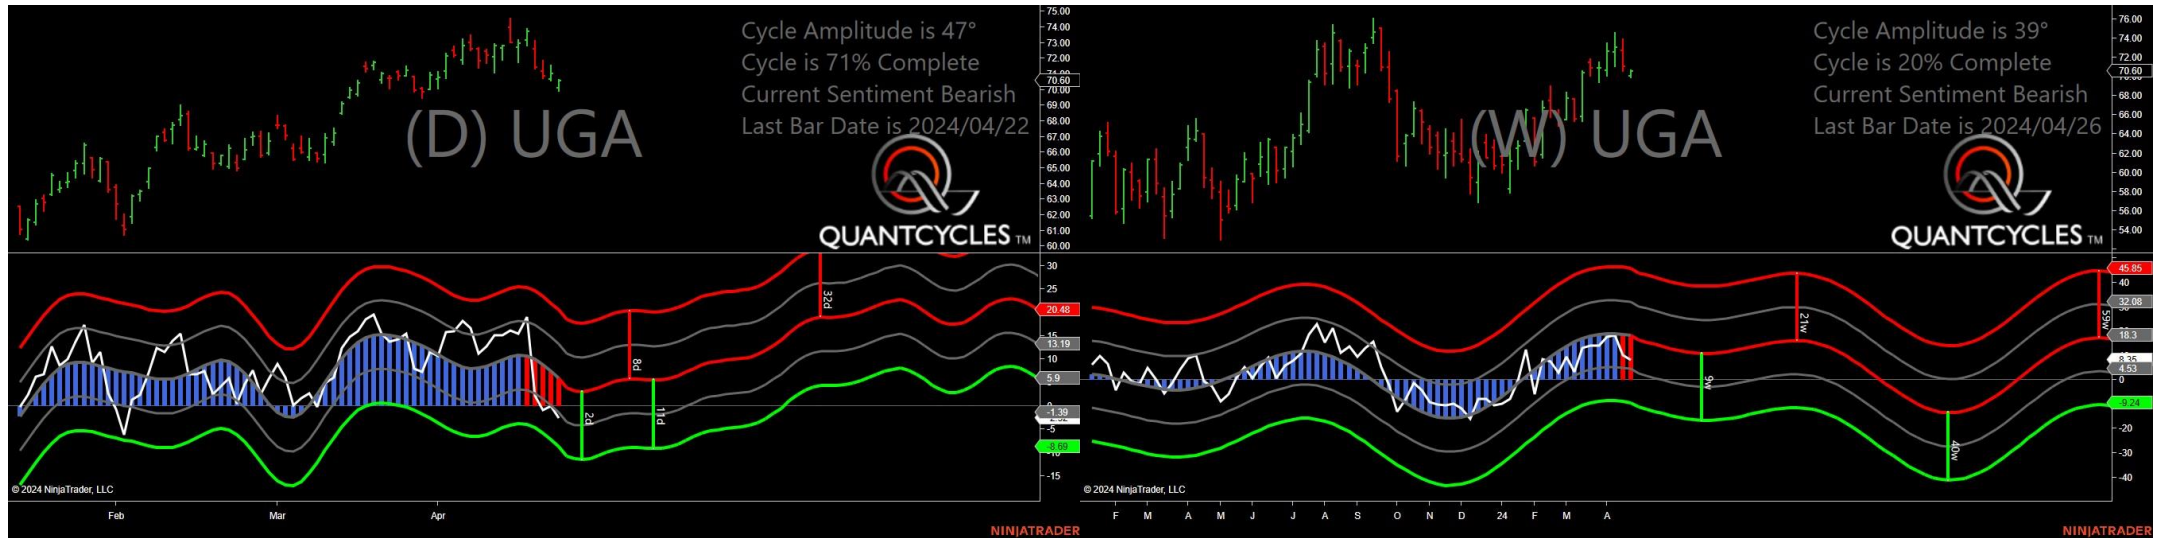 Cycle Amplitude is 47°
Cycle is 71% Complete
Current Sentiment Bearish
Last Bar Date is 2024/04/22
(D) UGA
QUANTCYCLES TM
75.00
74.00
73.00
72.00
70.60
70.00
69.00
68.00
67.00
66.00
65.00
64.00
63.00
62.00
61.00
60.00
2d
8d
11d
32d
30
25
20.48
15
13.19
10
5.9
-1.39
-5
-8.69
-15
© 2024 NinjaTrader, LLC
Feb Mar Apr
NINJATRADER
Cycle Amplitude is 39°
Cycle is 20% Complete
Current Sentiment Bearish
Last Bar Date is 2024/04/26
(W) UGA
QUANTCYCLES TM
76.00
74.00
72.00
70.60
68.00
66.00
64.00
62.00
60.00
58.00
56.00
54.00
9w
21w
40w
59w
45.85
40
32.08
18.3
8.35
4.53
0
-9.24
-20
-30
-40
© 2024 NinjaTrader, LLC
F M A M J J A S O N D 24 F M A
NINJATRADER